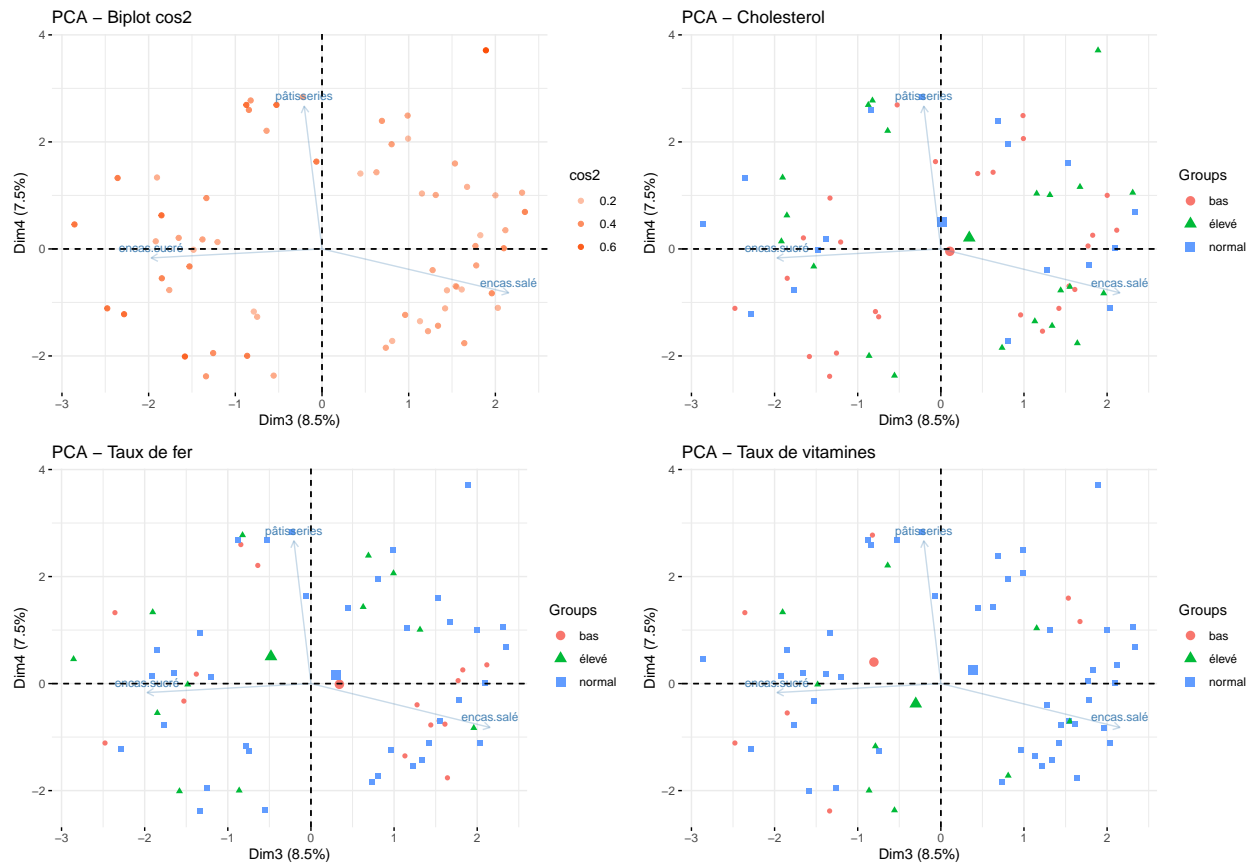 PCA − Biplot cos2
4
2
0
−2
Dim4 (7.5%)
pâtisseries
encas.sucré
encas.salé
−3 −2 −1 0 1 2
Dim3 (8.5%)
cos2
0.2
0.4
0.6
PCA − Cholesterol
4
2
0
−2
Dim4 (7.5%)
pâtisseries
encas.sucré
encas.salé
−3 −2 −1 0 1 2
Dim3 (8.5%)
Groups
bas
élevé
normal
PCA − Taux de fer
4
2
0
−2
Dim4 (7.5%)
pâtisseries
encas.sucré
encas.salé
−3 −2 −1 0 1 2
Dim3 (8.5%)
Groups
bas
élevé
normal
PCA − Taux de vitamines
4
2
0
−2
Dim4 (7.5%)
pâtisseries
encas.sucré
encas.salé
−3 −2 −1 0 1 2
Dim3 (8.5%)
Groups
bas
élevé
normal